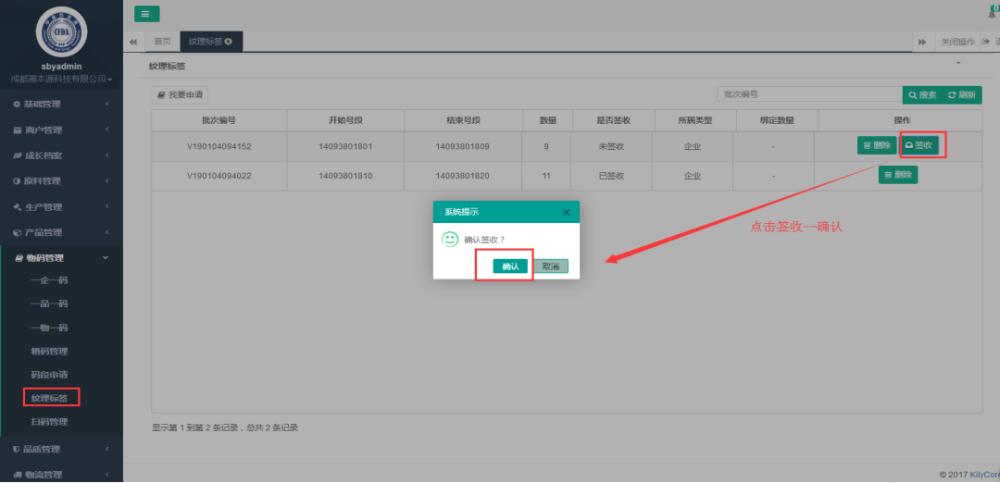 CFDA
sbyadmin
成都溯本源科技有限公司
基础管理
商户管理
成长档案
原料管理
生产管理
产品管理
物码管理
一企一码
一品一码
一物一码
箱码管理
码段申请
纹理标签
扫码管理
品质管理
物流管理
首页
纹理标签
关闭操作
纹理标签
我要申请
批次编号
搜索
刷新
批次编号 开始号段 结束号段 数量 是否签收 所属类型 绑定数量 操作
V190104094152 14093801801 14093801809 9 未签收 企业 - 删除 签收
V190104094022 14093801810 14093801820 11 已签收 企业 - 删除
系统提示
确认签收？
确认 取消
点击签收--确认
显示第 1 到第 2 条记录，总共 2 条记录
© 2017 KilyCore